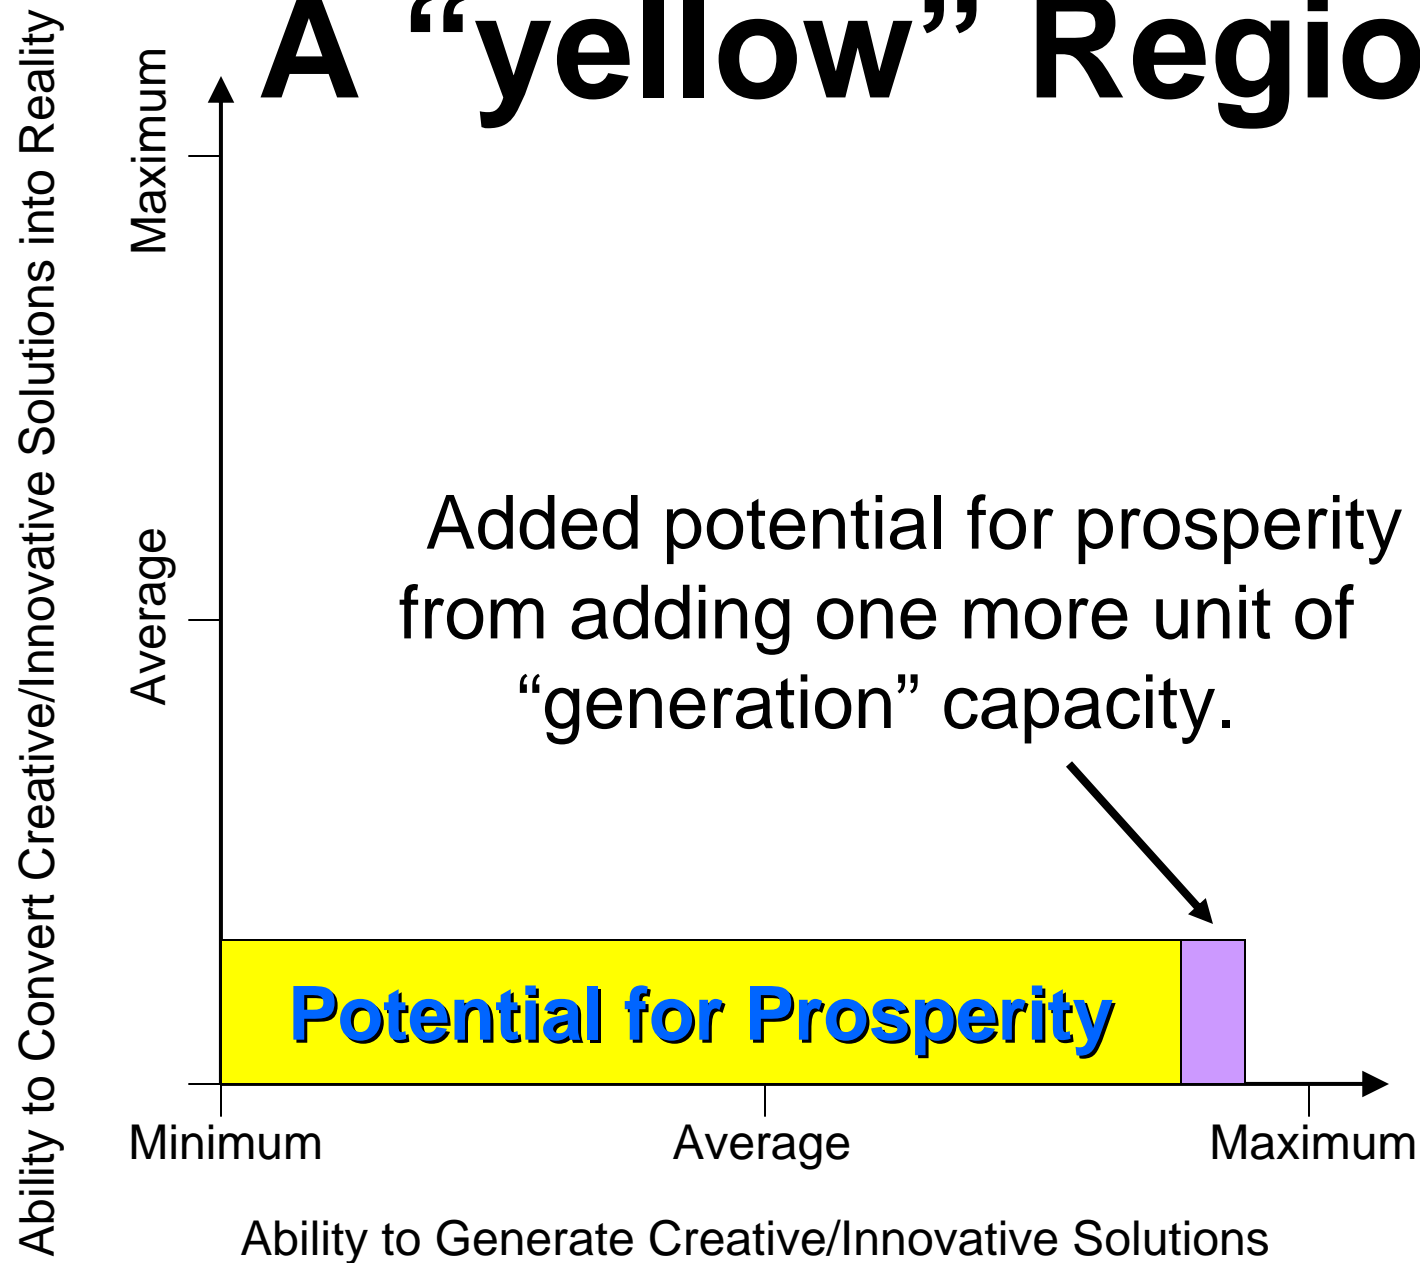 A “yellow” Regio
Ability to Convert Creative/Innovative Solutions into Reality
Maximum
Average
Added potential for prosperity
from adding one more unit of
“generation” capacity.
Potential for Prosperity
Minimum Average Maximum
Ability to Generate Creative/Innovative Solutions